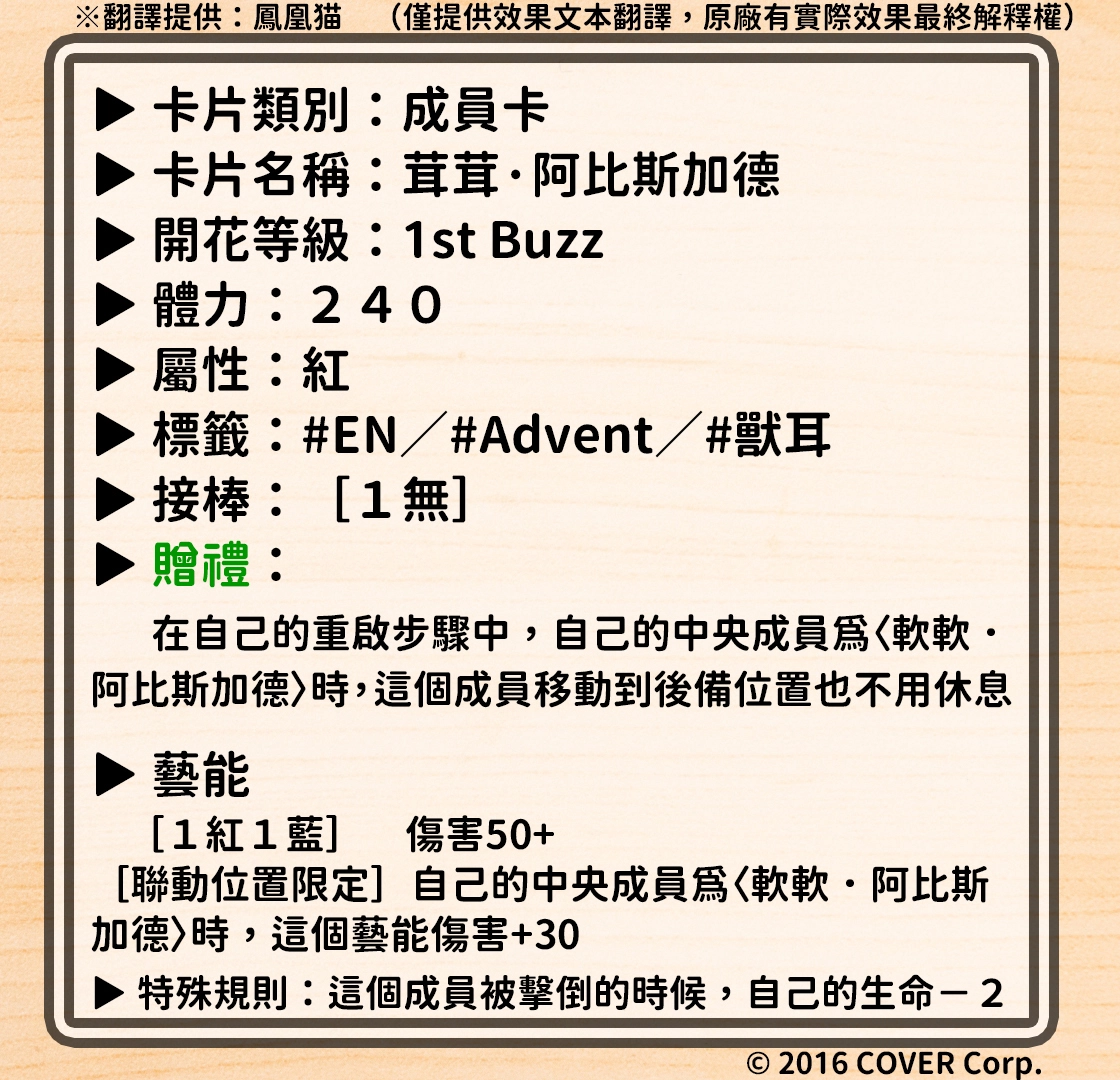 ※翻譯提供：鳳凰猫　（僅提供效果文本翻譯，原廠有實際效果最終解釋權）
▶ 卡片類別：成員卡
▶ 卡片名稱：茸茸·阿比斯加德
▶ 開花等級：1st Buzz
▶ 體力：２４０
▶ 屬性：紅
▶ 標籤：#EN／#Advent／#獸耳
▶ 接棒：［１無］
▶ 贈禮：
在自己的重啟步驟中，自己的中央成員爲〈軟軟·
阿比斯加德〉時，這個成員移動到後備位置也不用休息
▶ 藝能
［１紅１藍］　傷害50+
［聯動位置限定］自己的中央成員爲〈軟軟·阿比斯
加德〉時，這個藝能傷害+30
▶ 特殊規則：這個成員被擊倒的時候，自己的生命－２
© 2016 COVER Corp.